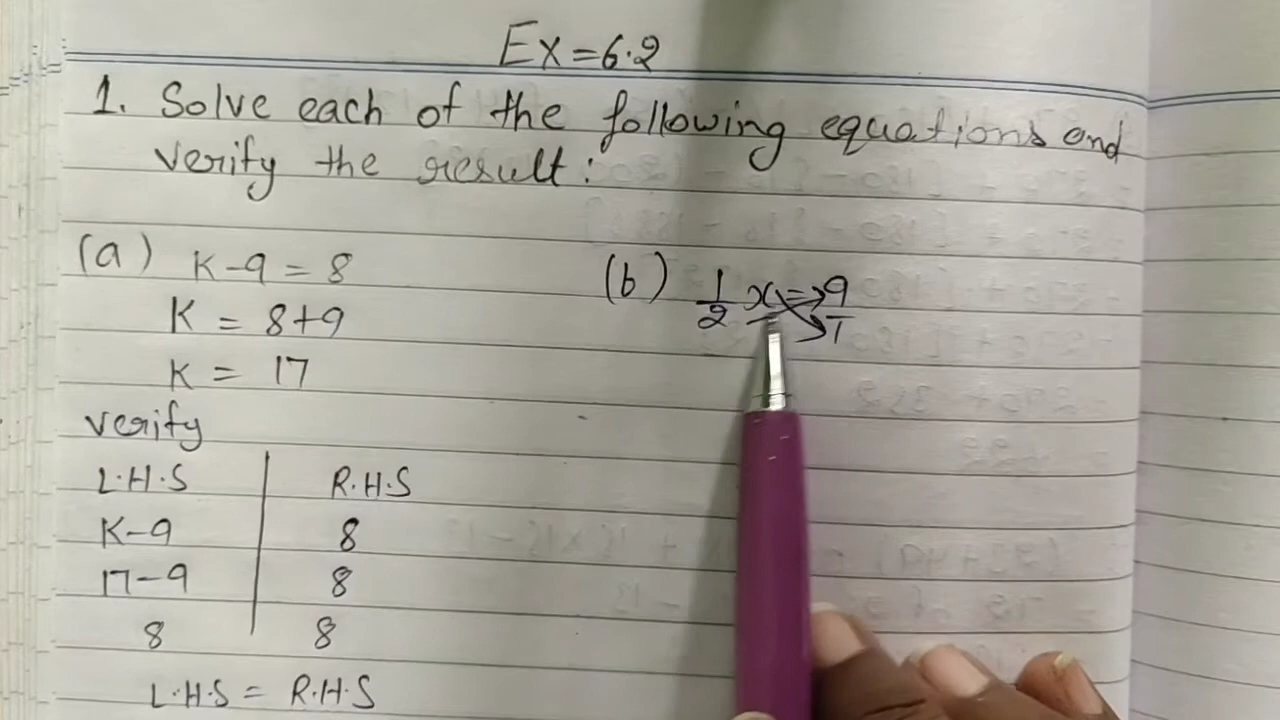 Ex = 6.2
1. Solve each of the following equations and
verify the result:
(a) K-9 = 8
K = 8+9
K = 17
verify
L.H.S R.H.S
K-9 8
17-9 8
8 8
L.H.S = R.H.S
(b) 1/2 x = 9/1